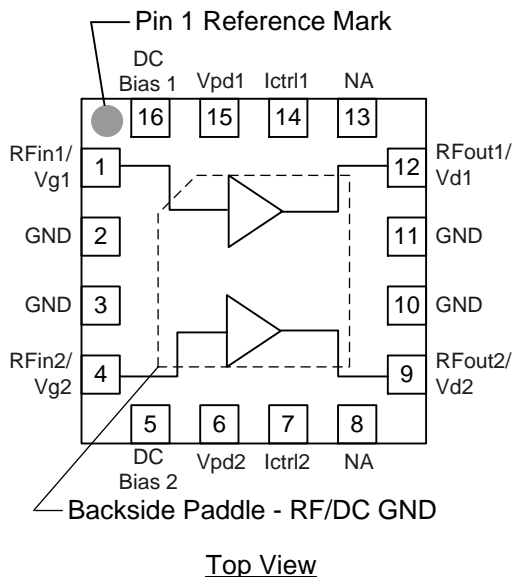 Pin 1 Reference Mark
DC
Bias 1
Vpd1
Ictrl1
NA
16
15
14
13
RFin1/
Vg1
1
12
RFout1/
Vd1
GND
2
11
GND
GND
3
10
GND
RFin2/
Vg2
4
9
RFout2/
Vd2
5
6
7
8
DC
Bias 2
Vpd2
Ictrl2
NA
Backside Paddle - RF/DC GND
Top View